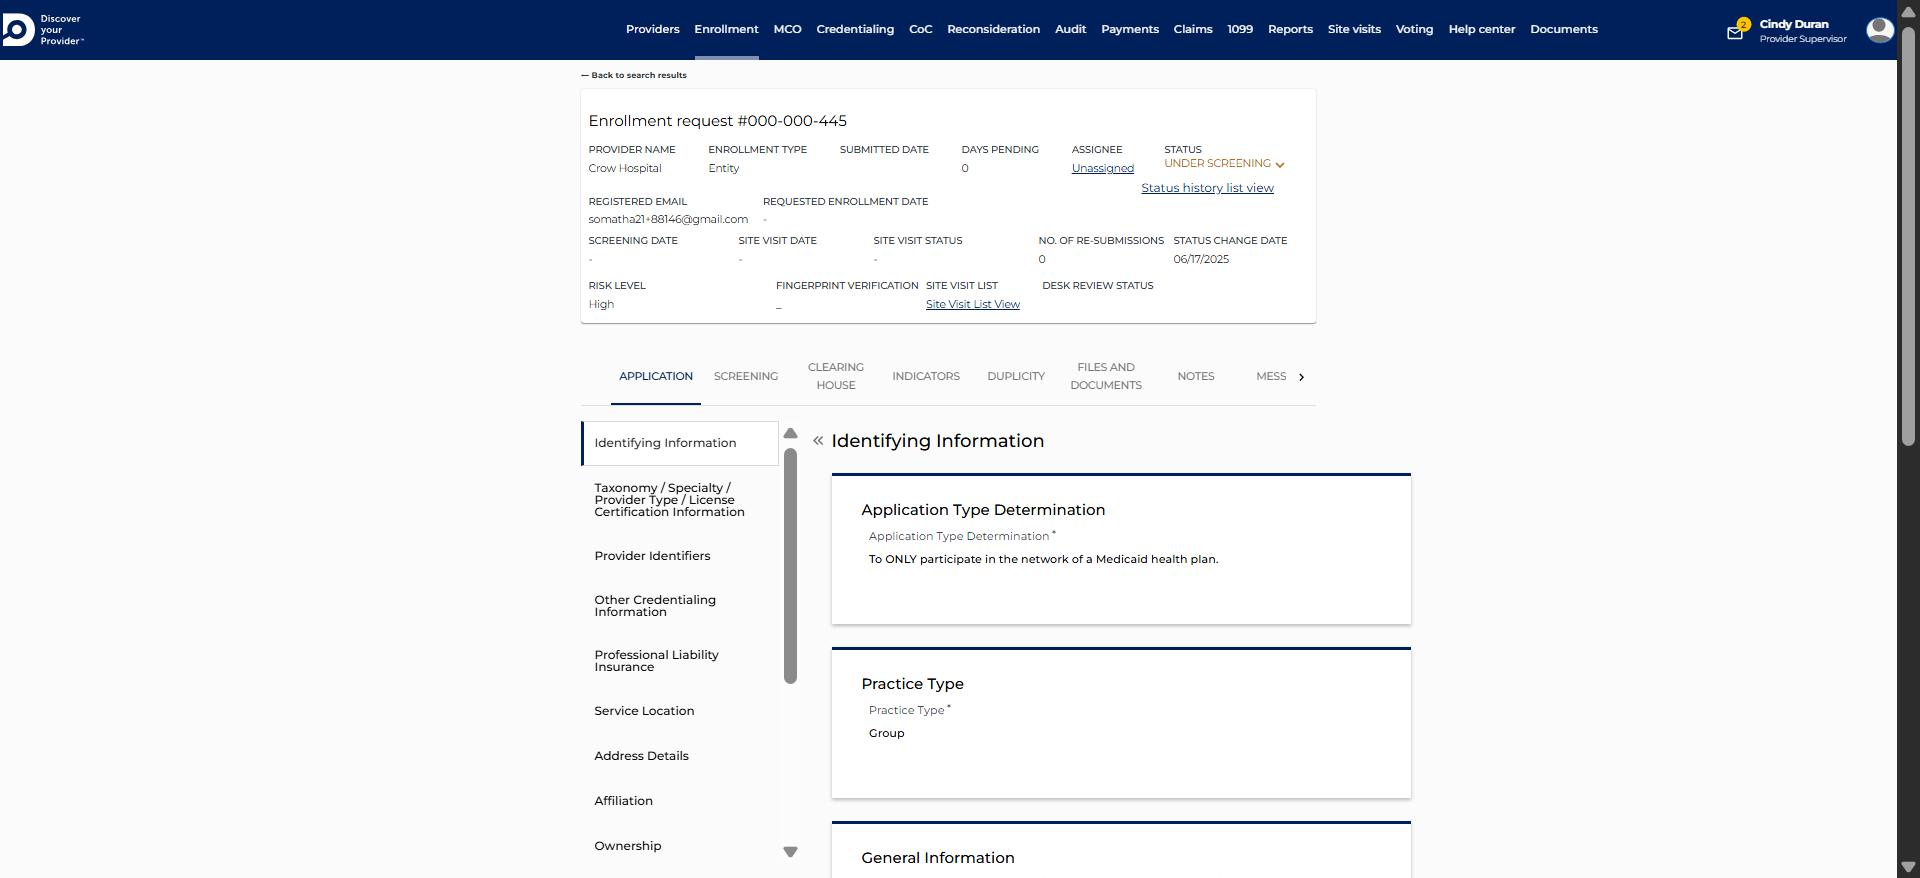 Discover
your
Provider™
Providers Enrollment MCO Credentialing CoC Reconsideration Audit Payments Claims 1099 Reports Site visits Voting Help center Documents
2
Cindy Duran
Provider Supervisor
← Back to search results
Enrollment request #000-000-445
PROVIDER NAME ENROLLMENT TYPE SUBMITTED DATE DAYS PENDING ASSIGNEE STATUS
Crow Hospital Entity 0 Unassigned UNDER SCREENING
Status history list view
REGISTERED EMAIL REQUESTED ENROLLMENT DATE
somatha21+88146@gmail.com -
SCREENING DATE SITE VISIT DATE SITE VISIT STATUS NO. OF RE-SUBMISSIONS STATUS CHANGE DATE
- - - 0 06/17/2025
RISK LEVEL FINGERPRINT VERIFICATION SITE VISIT LIST DESK REVIEW STATUS
High _ Site Visit List View
APPLICATION SCREENING CLEARING HOUSE INDICATORS DUPLICITY FILES AND DOCUMENTS NOTES MESS
Identifying Information
Taxonomy / Specialty /
Provider Type / License
Certification Information
Provider Identifiers
Other Credentialing
Information
Professional Liability
Insurance
Service Location
Address Details
Affiliation
Ownership
« Identifying Information
Application Type Determination
Application Type Determination *
To ONLY participate in the network of a Medicaid health plan.
Practice Type
Practice Type *
Group
General Information